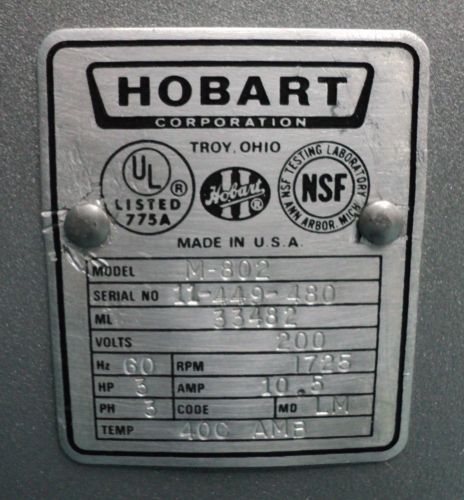 HOBART
CORPORATION
TROY, OHIO
UL
®
LISTED
775A
Hobart
®
NSF TESTING LABORATORY
NSF
ANN ARBOR, MICH
MADE IN U.S.A.
MODEL M-802
SERIAL NO 11-449-480
ML 33482
VOLTS 200
Hz 60 RPM 1725
HP 3 AMP 10.5
PH 3 CODE MD LM
TEMP 40C AMB